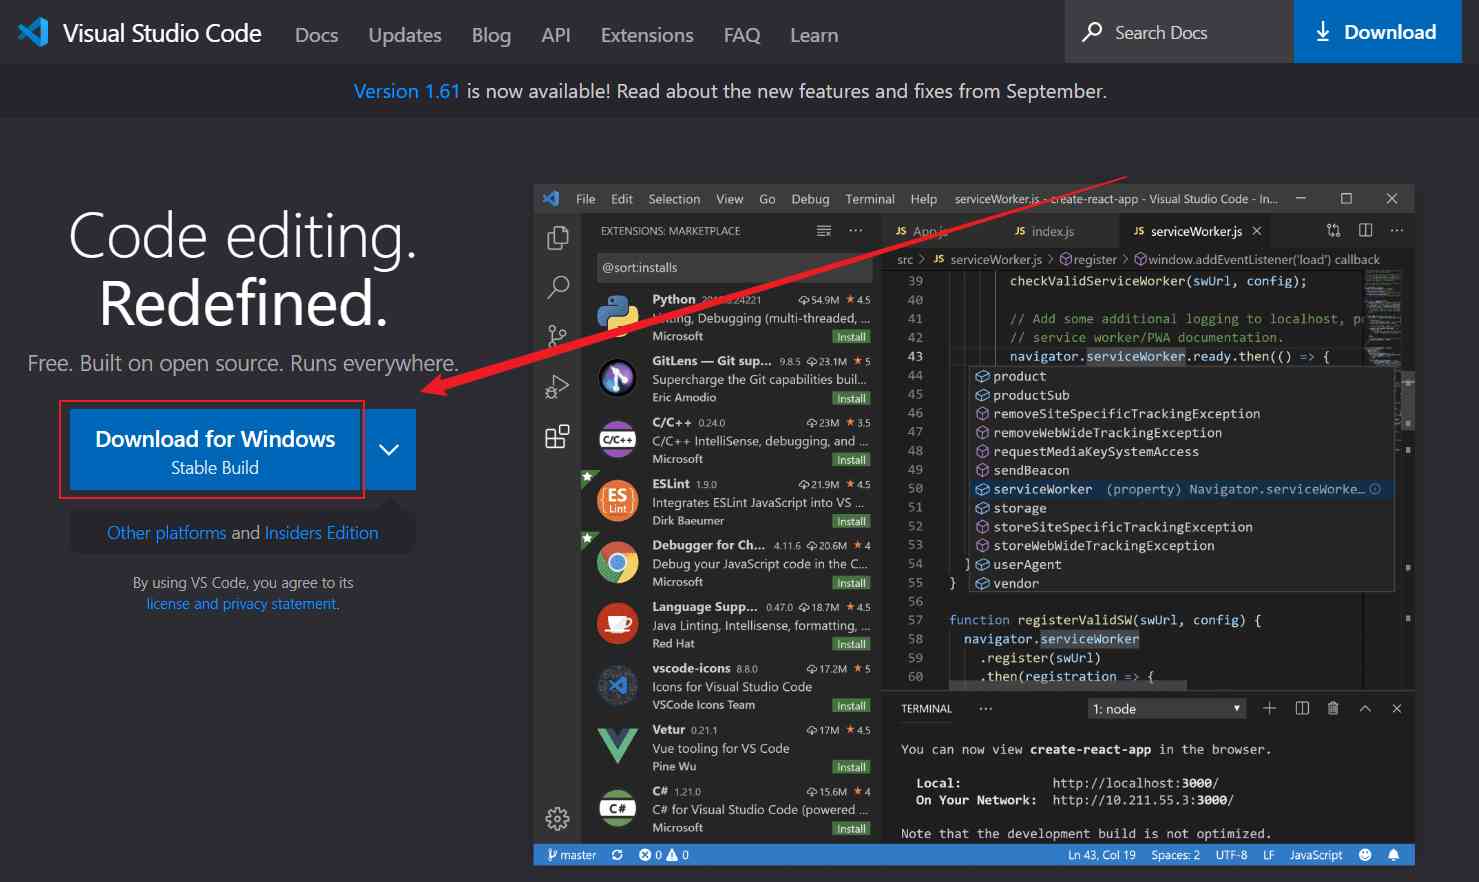 Visual Studio Code Docs Updates Blog API Extensions FAQ Learn Search Docs Download
Version 1.61 is now available! Read about the new features and fixes from September.
Code editing.
Redefined.
Free. Built on open source. Runs everywhere.
Download for Windows
Stable Build
Other platforms and Insiders Edition
By using VS Code, you agree to its
license and privacy statement.
File Edit Selection View Go Debug Terminal Help serviceWorker.js - create-react-app - Visual Studio Code - In...
EXTENSIONS: MARKETPLACE
@sort:installs
Python 54.9M 4.5
Linting, Debugging (multi-threaded, ...
Microsoft Install
GitLens — Git sup... 9.8.5 23.1M 5
Supercharge the Git capabilities buil...
Eric Amodio Install
C/C++ 0.24.0 23M 3.5
C/C++ IntelliSense, debugging, and ...
Microsoft Install
ESLint 1.9.0 21.9M 4.5
Integrates ESLint JavaScript into VS ...
Dirk Baeumer Install
Debugger for Ch... 4.11.6 20.6M 4
Debug your JavaScript code in the C...
Microsoft Install
Language Supp... 0.47.0 18.7M 4.5
Java Linting, Intellisense, formatting, ...
Red Hat Install
vscode-icons 8.8.0 17.2M 5
Icons for Visual Studio Code
VSCode Icons Team Install
Vetur 0.21.1 17M 4.5
Vue tooling for VS Code
Pine Wu Install
C# 1.21.0 15.6M 4
C# for Visual Studio Code (powered ...
Microsoft Install
C/C++
ES
Lint
C#
JS App.js JS index.js JS serviceWorker.js
src > JS serviceWorker.js > register > window.addEventListener('load') callback
39 checkValidServiceWorker(swUrl, config);
40
41 // Add some additional logging to localhost, p
42 // service worker/PWA documentation.
43 navigator.serviceWorker.ready.then(() => {
44 product
45 productSub
46 removeSiteSpecificTrackingException
47 removeWebWideTrackingException
48 requestMediaKeySystemAccess
49 sendBeacon
50 serviceWorker (property) Navigator.serviceWorke...
51 storage
52 storeSiteSpecificTrackingException
53 storeWebWideTrackingException
54 ] userAgent
55 } vendor
56
57 function registerValidSW(swUrl, config) {
58 navigator.serviceWorker
59 .register(swUrl)
60 .then(registration => {
TERMINAL ... 1: node
You can now view create-react-app in the browser.
Local: http://localhost:3000/
On Your Network: http://10.211.55.3:3000/
Note that the development build is not optimized.
master 0 0 Ln 43, Col 19 Spaces: 2 UTF-8 LF JavaScript